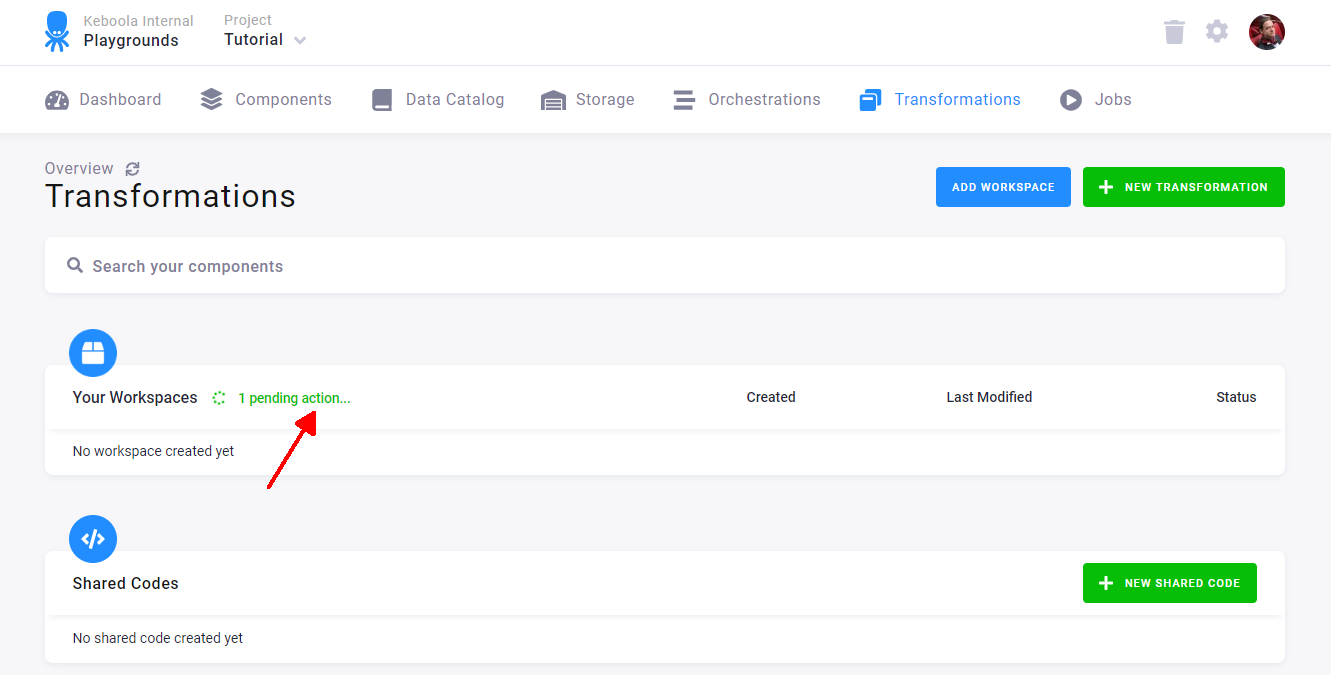 Keboola Internal
Playgrounds
Project
Tutorial
Dashboard
Components
Data Catalog
Storage
Orchestrations
Transformations
Jobs
Overview
Transformations
ADD WORKSPACE
NEW TRANSFORMATION
Search your components
Your Workspaces
1 pending action...
Created
Last Modified
Status
No workspace created yet
Shared Codes
NEW SHARED CODE
No shared code created yet